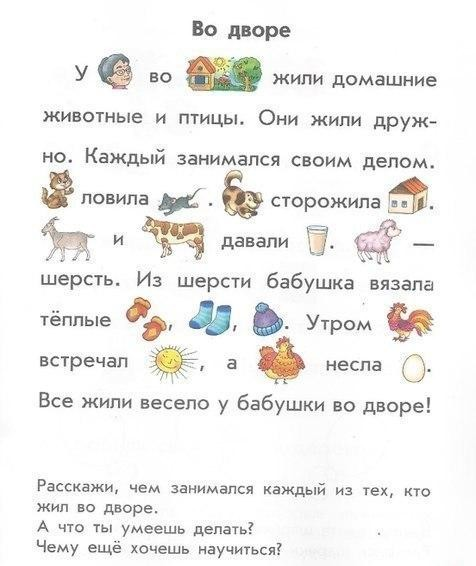 Во дворе
У во жили домашние
животные и птицы. Они жили друж-
но. Каждый занимался своим делом.
ловила . сторожила .
и давали . —
шерсть. Из шерсти бабушка вязала
тёплые , , . Утром
встречал , а несла .
Все жили весело у бабушки во дворе!
Расскажи, чем занимался каждый из тех, кто
жил во дворе.
А что ты умеешь делать?
Чему ещё хочешь научиться?